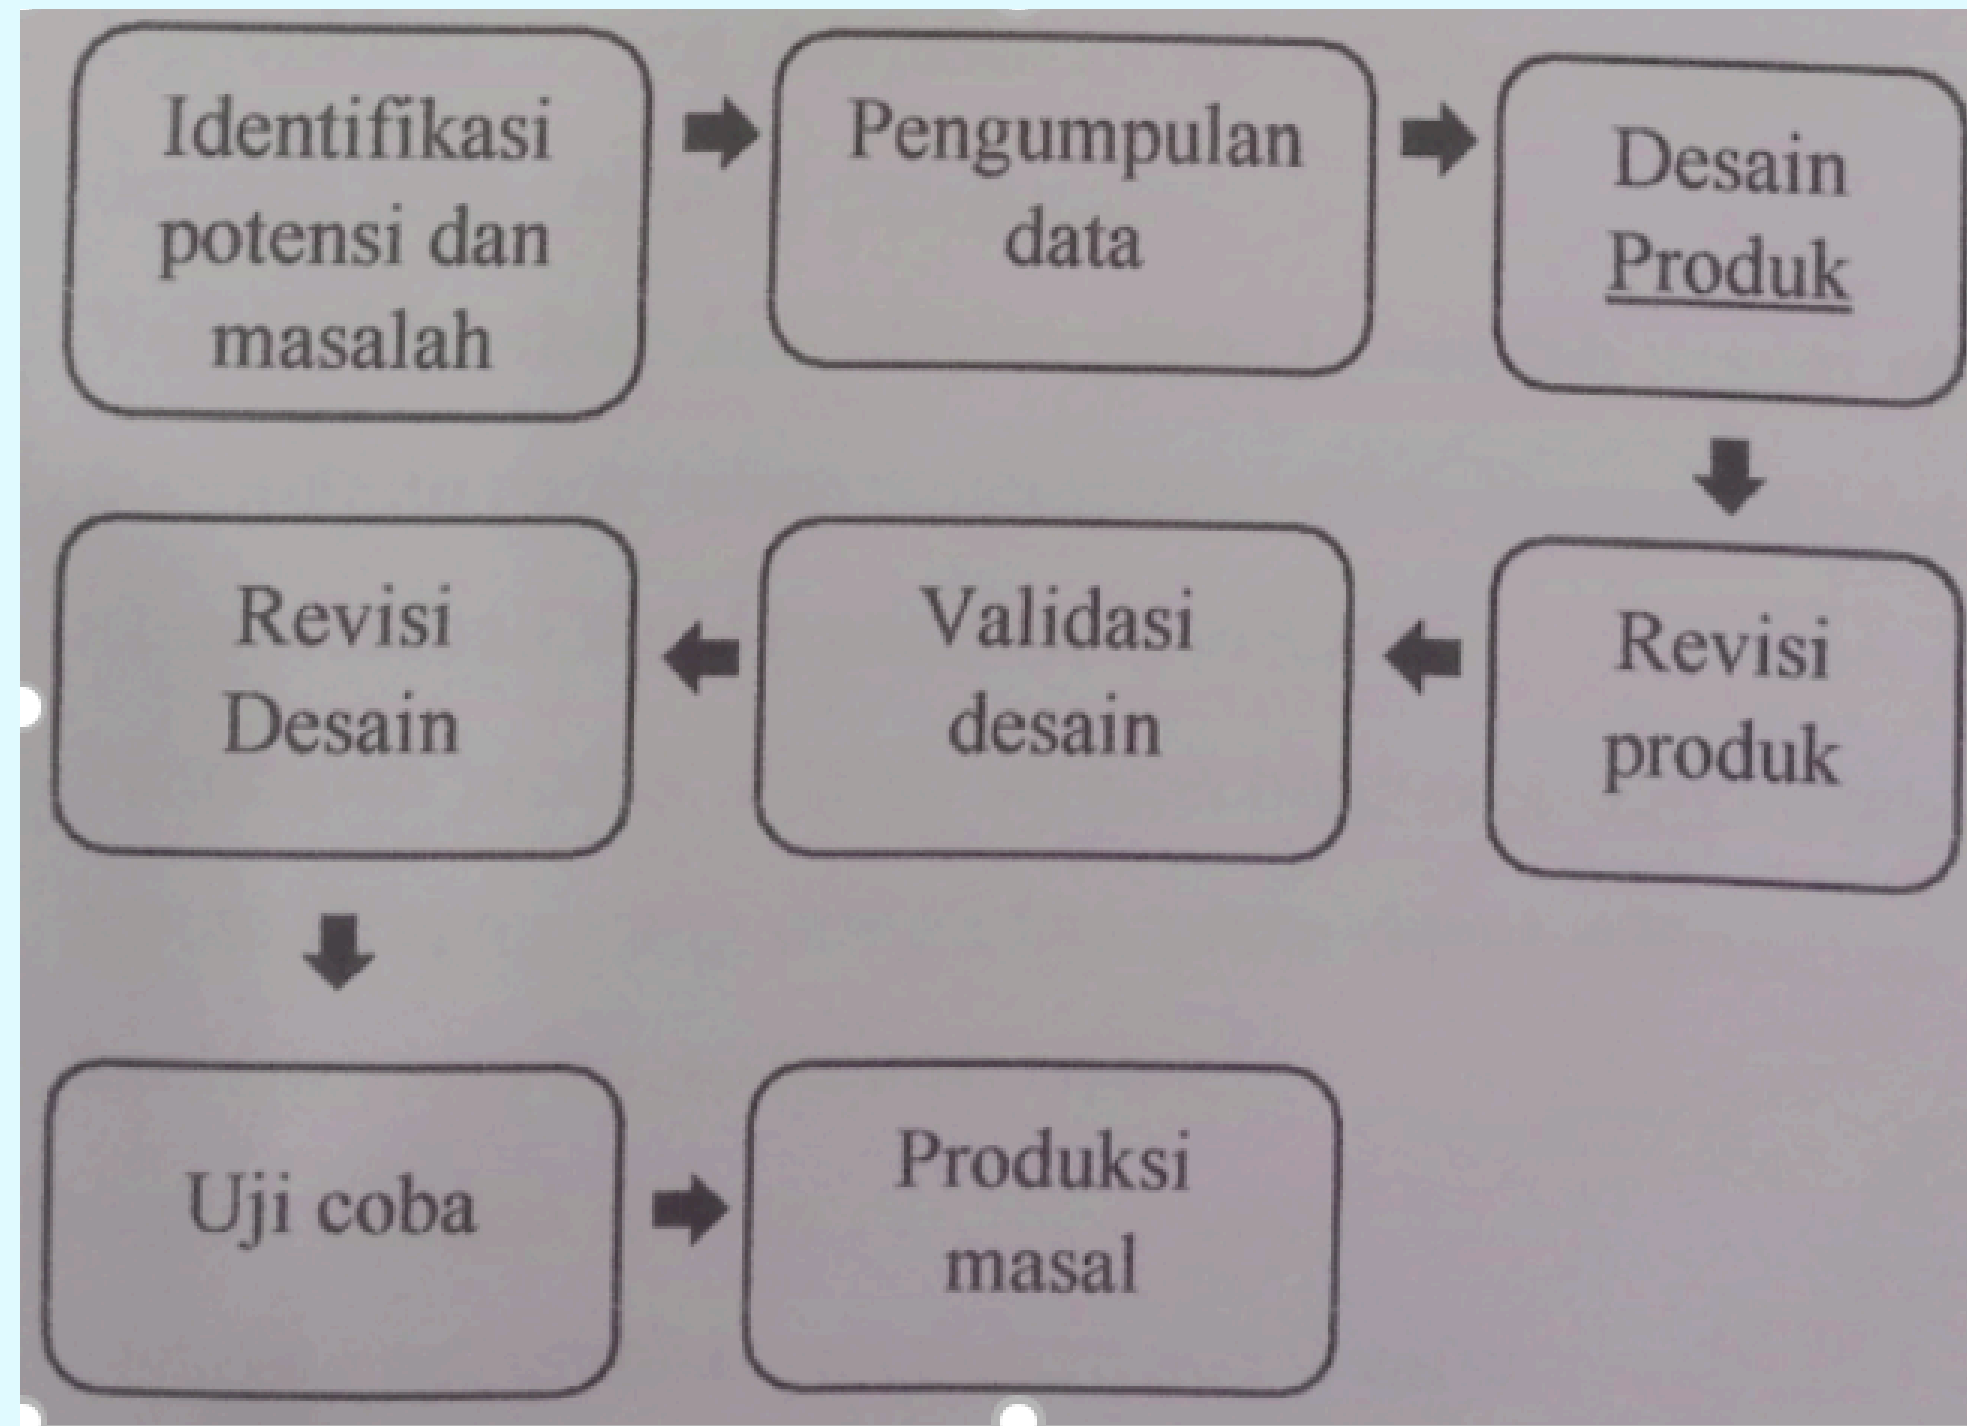 Identifikasi
potensi dan
masalah
Pengumpulan
data
Desain
Produk
Revisi
produk
Validasi
desain
Revisi
Desain
Uji coba
Produksi
masal